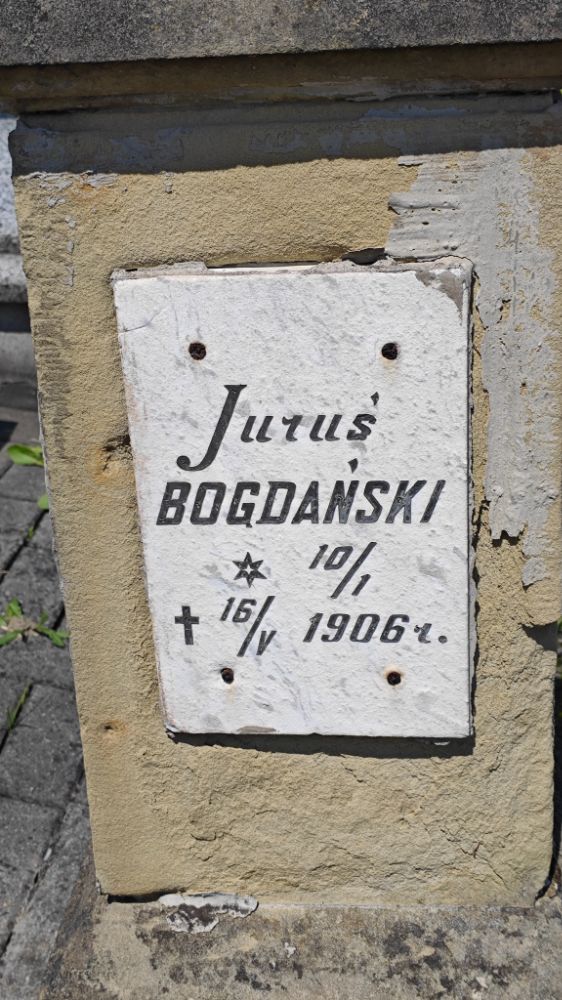 Juruś
BOGDAŃSKI
✶ 10/1
✝ 16/V 1906 r.